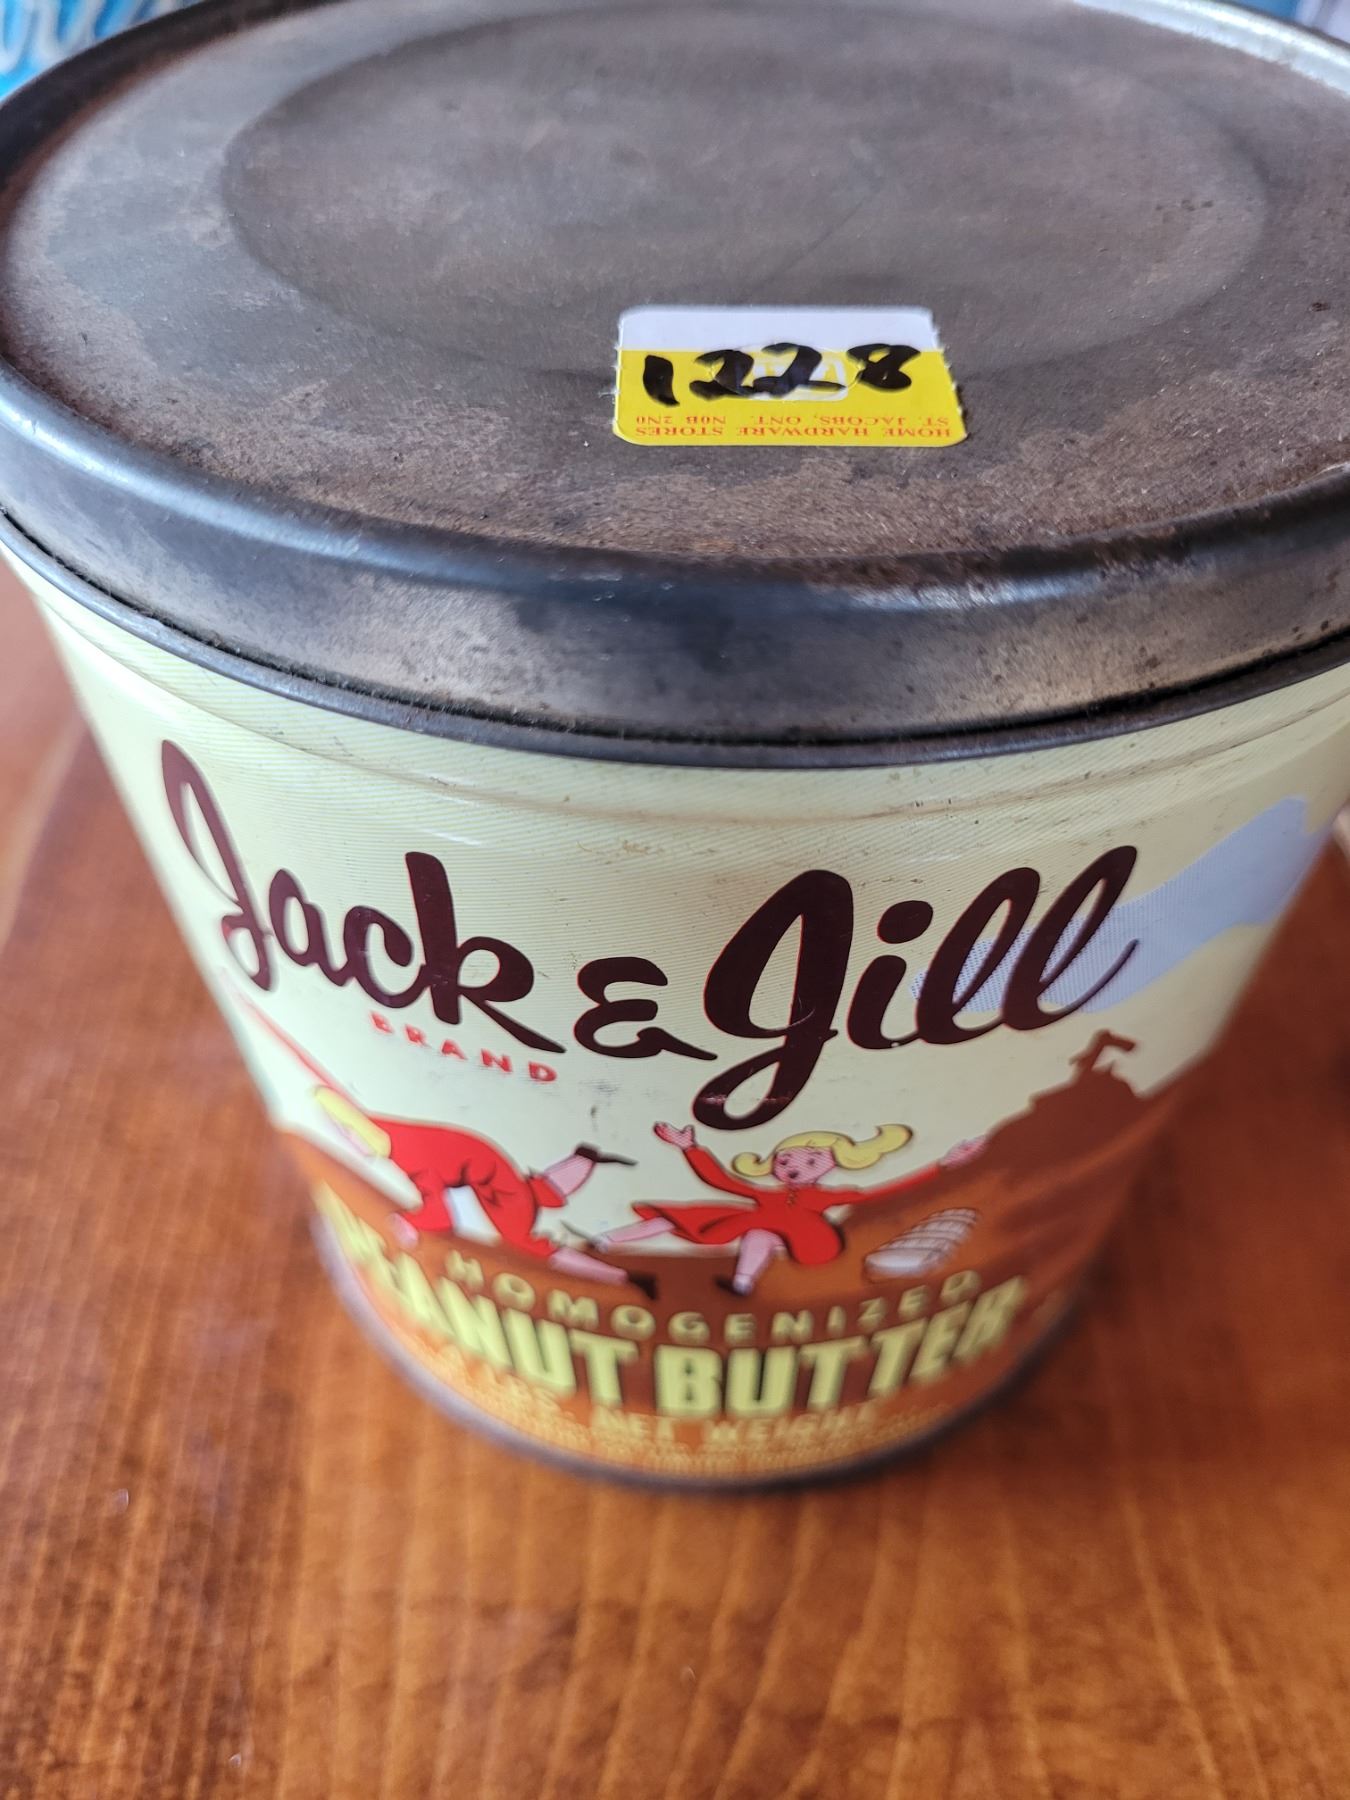 1228
HOME HARDWARE STORES
ST. JACOBS, ONT. N0B 2N0
Jack & Jill
BRAND
HOMOGENIZED
PEANUT BUTTER
NET WEIGHT